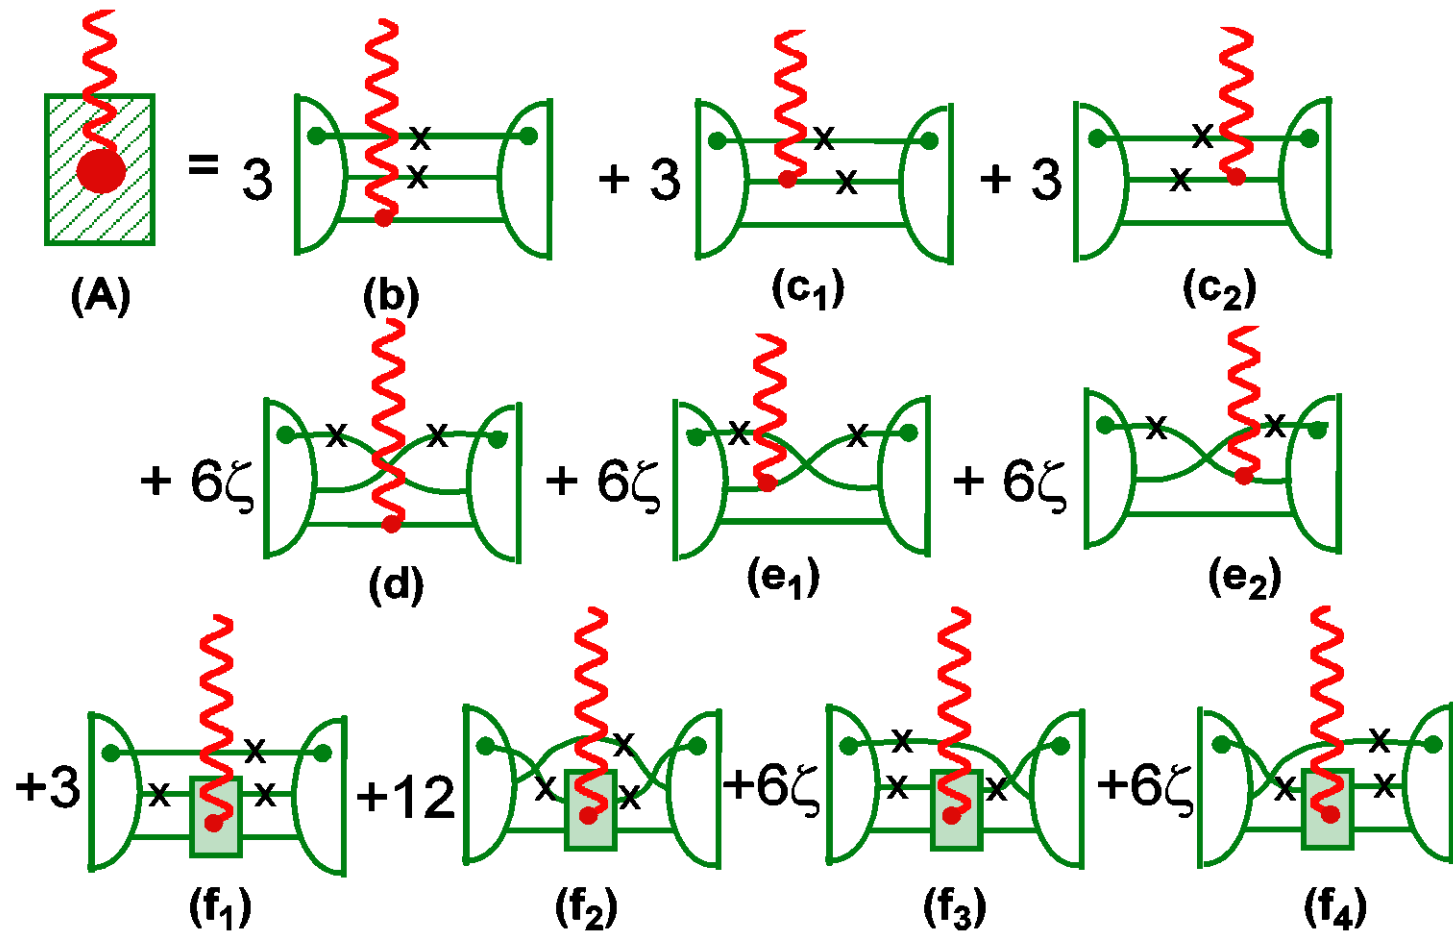 = 3 + 3 + 3
x x x x x x
(A) (b) (c₁) (c₂)
+ 6ζ + 6ζ + 6ζ
x x x x x x
(d) (e₁) (e₂)
+3 +12 +6ζ +6ζ
x x x x x x x x x x x x
(f₁) (f₂) (f₃) (f₄)